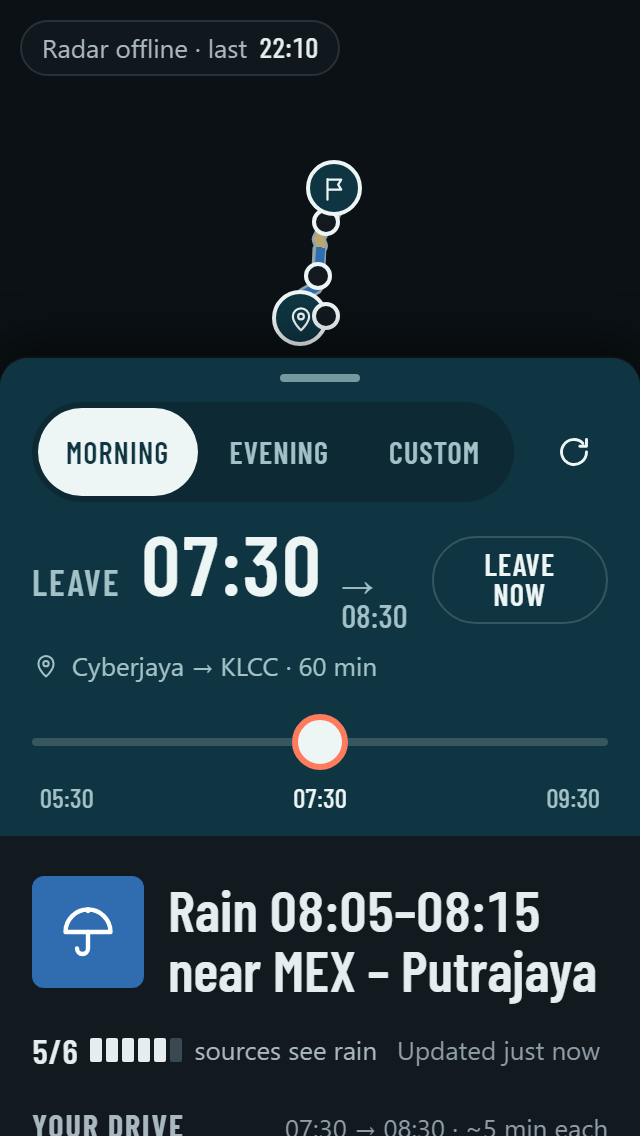 Radar offline · last 22:10
MORNING EVENING CUSTOM
LEAVE 07:30 → 08:30
LEAVE NOW
Cyberjaya → KLCC · 60 min
05:30 07:30 09:30
Rain 08:05–08:15
near MEX – Putrajaya
5/6 sources see rain Updated just now
YOUR DRIVE 07:30 → 08:30 · ~5 min each